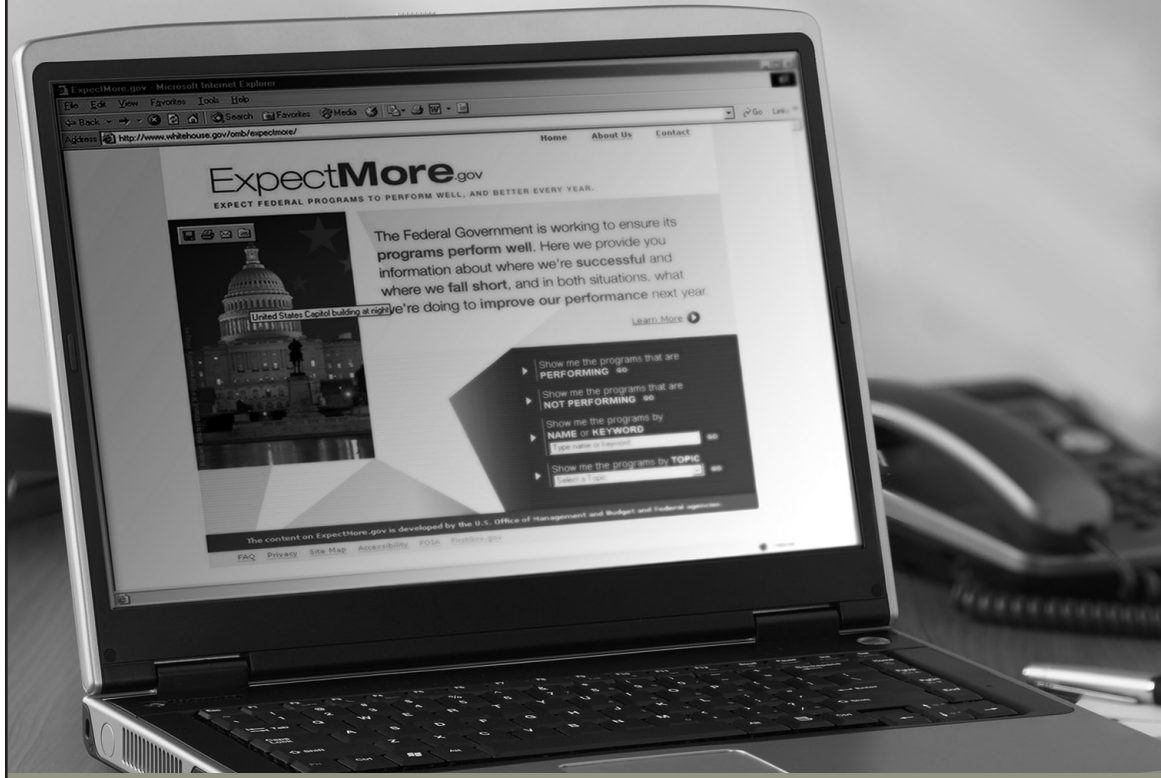 ExpectMore.gov - Microsoft Internet Explorer
File Edit View Favorites Tools Help
Back Search Favorites Media
Address http://www.whitehouse.gov/omb/expectmore/ Go Links
Home About Us Contact
ExpectMore.gov
EXPECT FEDERAL PROGRAMS TO PERFORM WELL, AND BETTER EVERY YEAR.
The Federal Government is working to ensure its
programs perform well. Here we provide you
information about where we're successful and
where we fall short, and in both situations, what
we're doing to improve our performance next year.
United States Capitol building at night
Learn More
Show me the programs that are
PERFORMING GO
Show me the programs that are
NOT PERFORMING GO
Show me the programs by
NAME or KEYWORD
Type name or keyword GO
Show me the programs by TOPIC
Select a Topic GO
The content on ExpectMore.gov is developed by the U.S. Office of Management and Budget and Federal agencies.
FAQ Privacy Site Map Accessibility FOIA